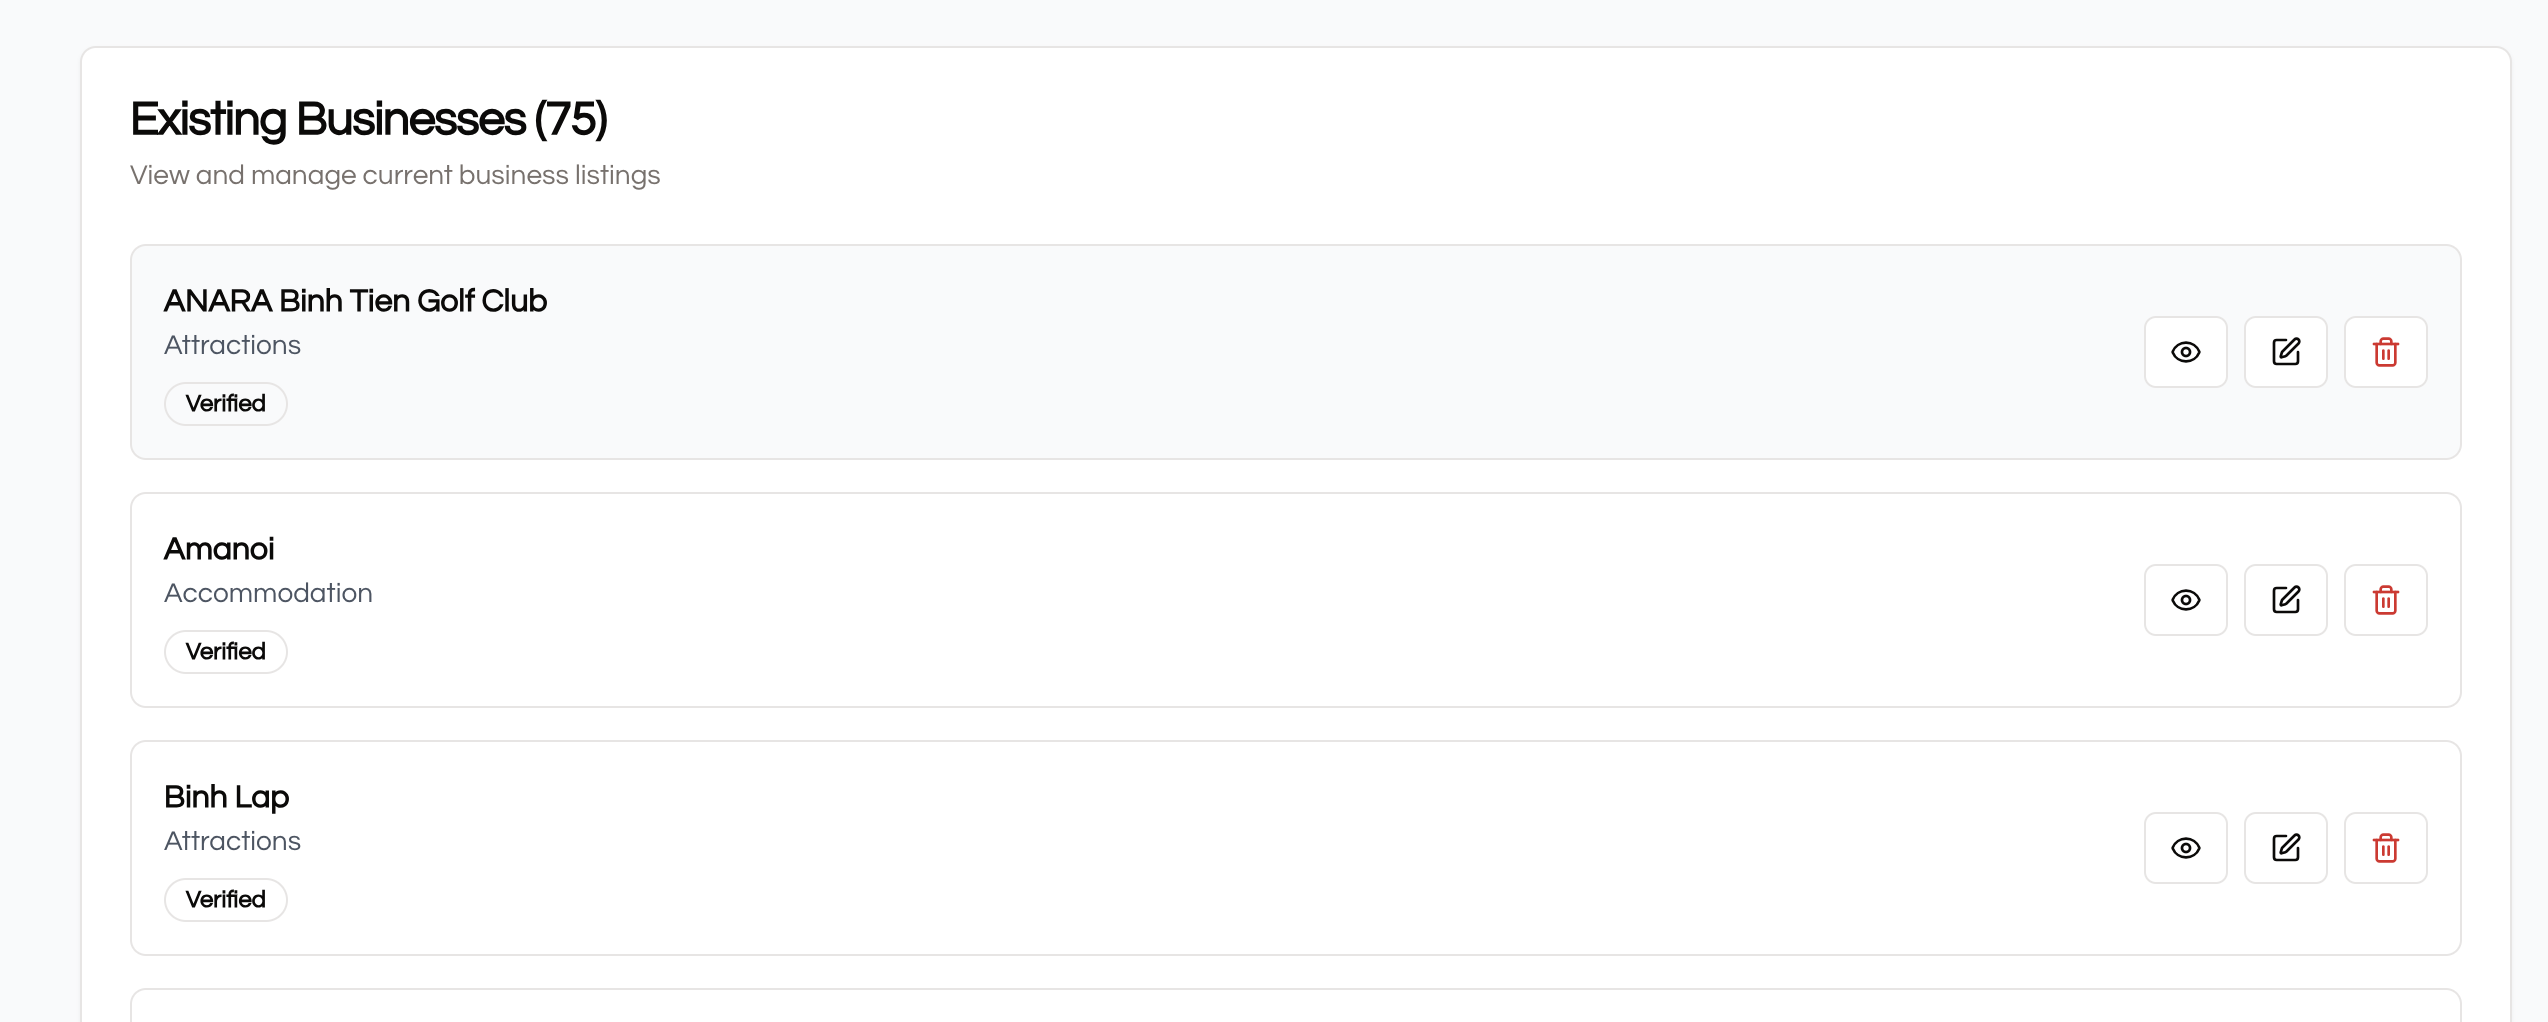 Existing Businesses (75)
View and manage current business listings
ANARA Binh Tien Golf Club
Attractions
Verified
Amanoi
Accommodation
Verified
Binh Lap
Attractions
Verified